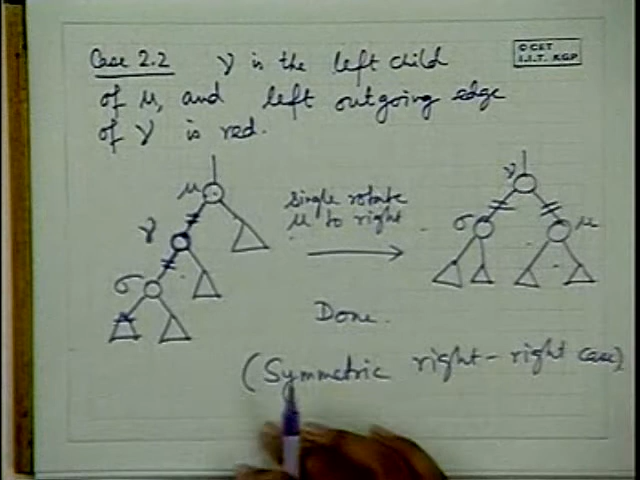 Case 2.2 γ is the left child
© CET
I.I.T. KGP
of μ, and left outgoing edge
of γ is red.
μ
γ
σ
single rotate
μ to right
γ
σ
μ
Done.
(Symmetric right-right case)